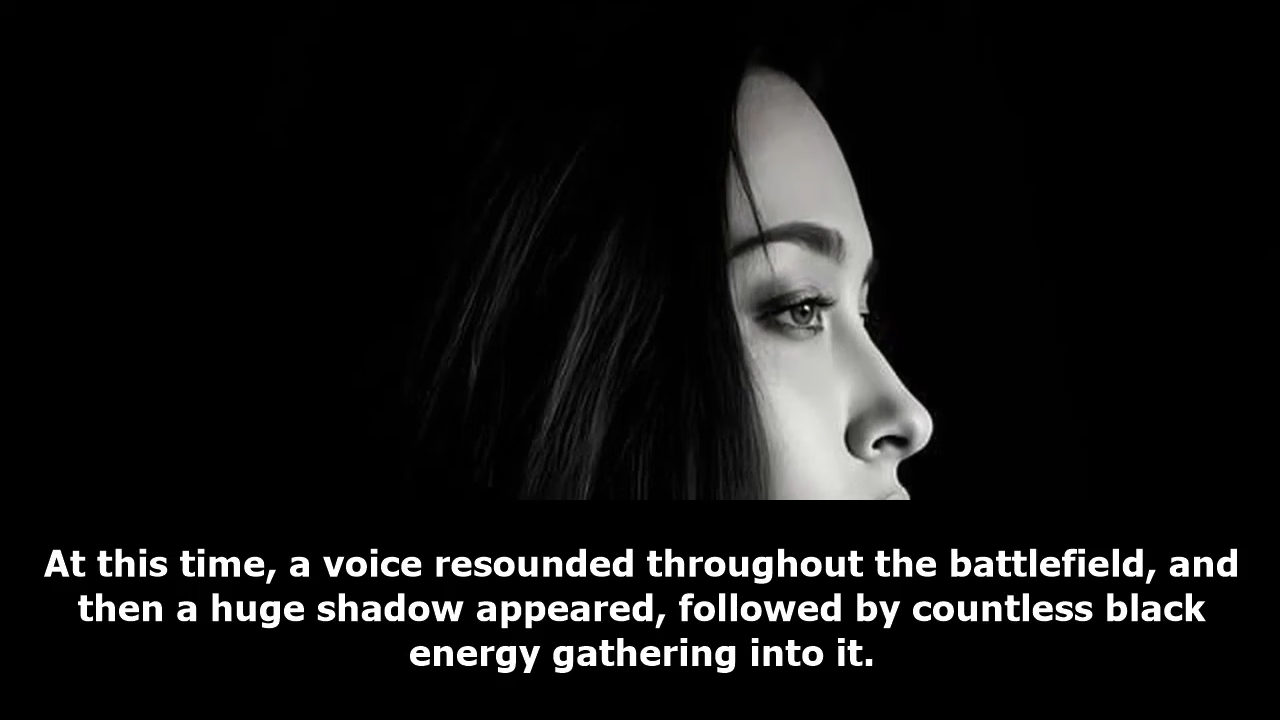 At this time, a voice resounded throughout the battlefield, and
then a huge shadow appeared, followed by countless black
energy gathering into it.